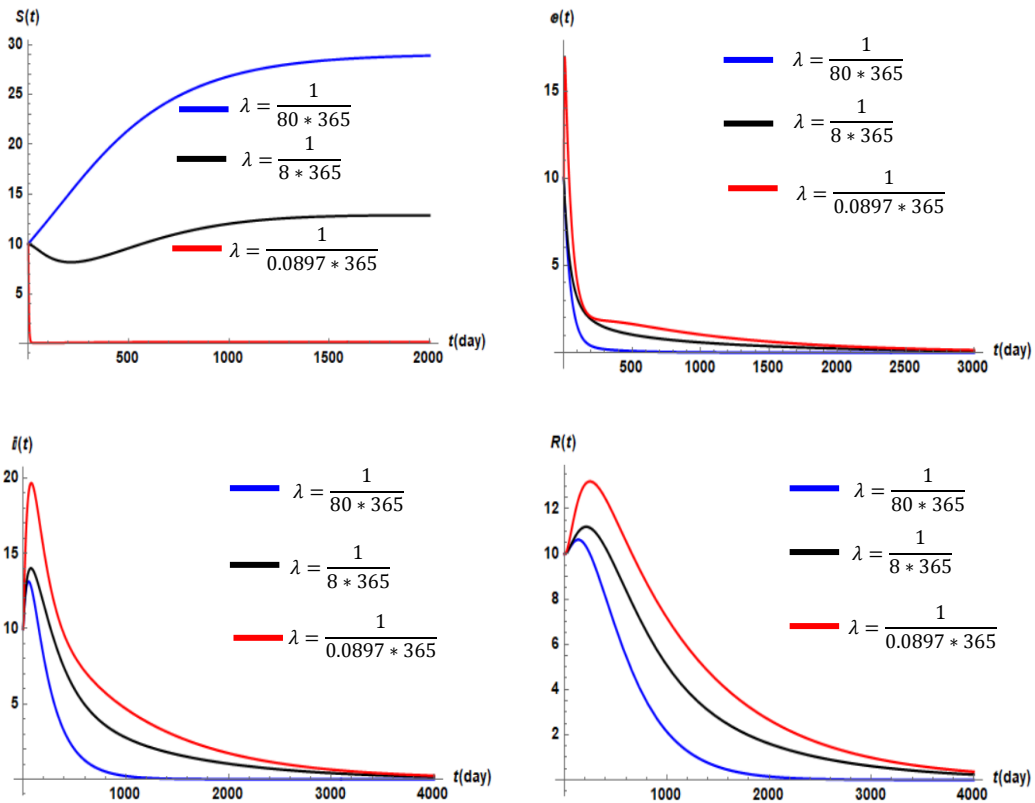 S(t)
30
25
20
15
10
5
500
1000
1500
2000
t(day)
λ = 1/(80 * 365)
λ = 1/(8 * 365)
λ = 1/(0.0897 * 365)
e(t)
15
10
5
500
1000
1500
2000
2500
3000
t(day)
λ = 1/(80 * 365)
λ = 1/(8 * 365)
λ = 1/(0.0897 * 365)
i(t)
20
15
10
5
1000
2000
3000
4000
t(day)
λ = 1/(80 * 365)
λ = 1/(8 * 365)
λ = 1/(0.0897 * 365)
R(t)
12
10
8
6
4
2
1000
2000
3000
4000
t(day)
λ = 1/(80 * 365)
λ = 1/(8 * 365)
λ = 1/(0.0897 * 365)